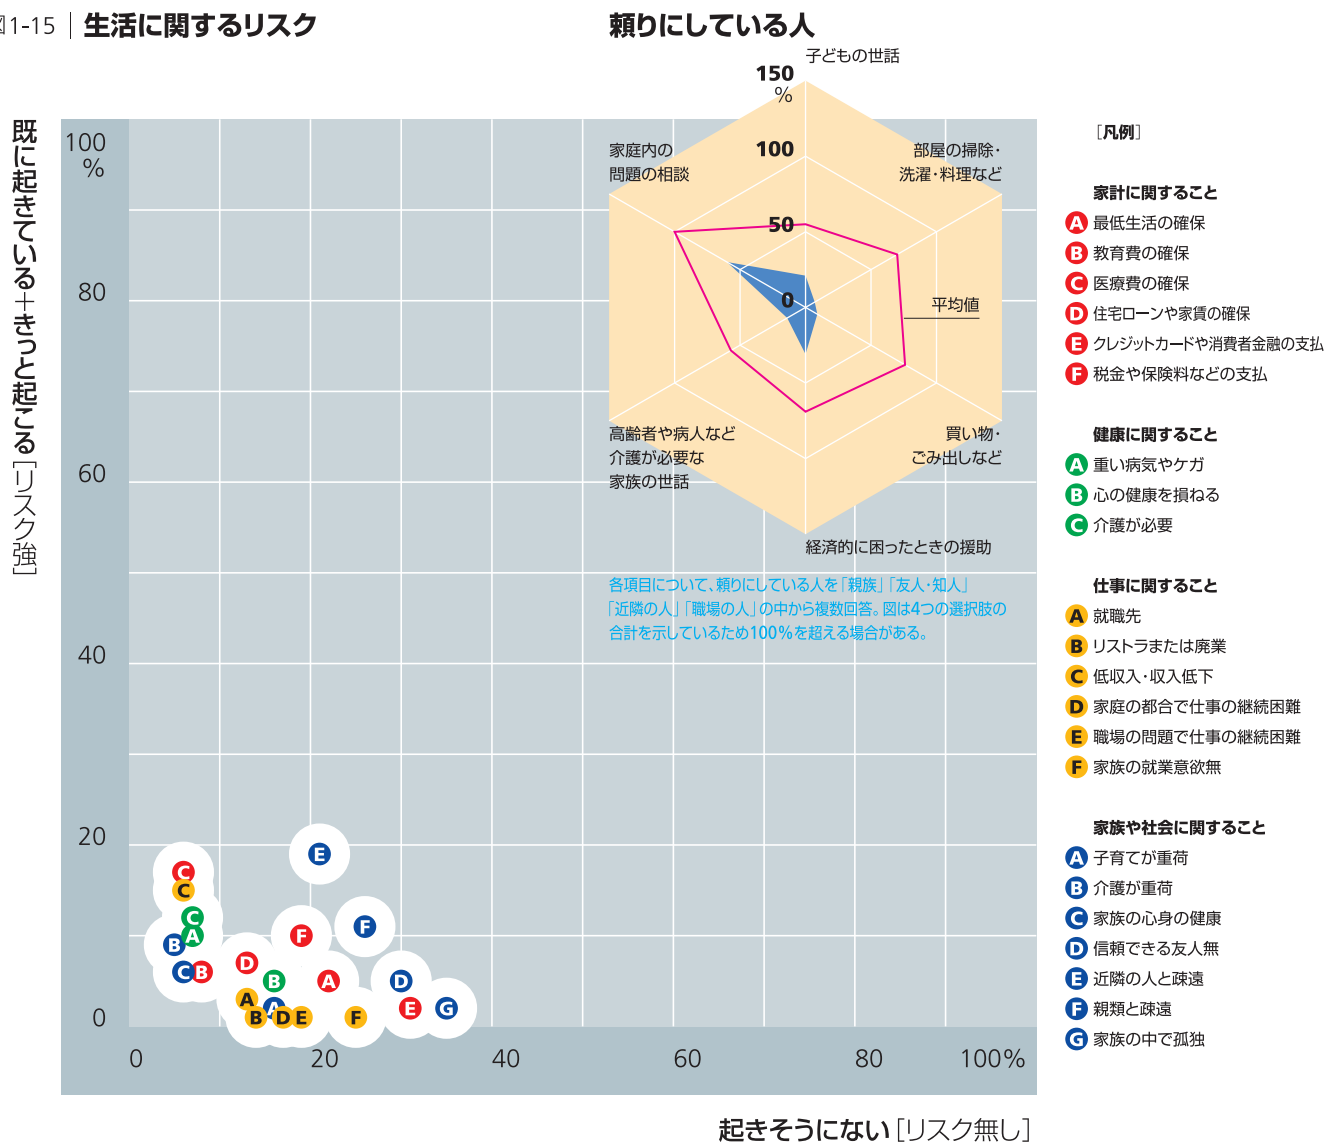 図1-15 生活に関するリスク
頼りにしている人
既に起きている+きっと起こる[リスク強]
100
%
80
60
40
20
0
0
20
40
60
80
100%
起きそうにない[リスク無し]
150
%
100
50
0
子どもの世話
部屋の掃除・
洗濯・料理など
平均値
買い物・
ごみ出しなど
経済的に困ったときの援助
高齢者や病人など
介護が必要な
家族の世話
家庭内の
問題の相談
各項目について、頼りにしている人を「親族」「友人・知人」
「近隣の人」「職場の人」の中から複数回答。図は4つの選択肢の
合計を示しているため100%を超える場合がある。
E
C
C
C
A
B
C
B
F
F
D
B
A
D
A
A
B
D
E
F
E
G
[凡例]
家計に関すること
A 最低生活の確保
B 教育費の確保
C 医療費の確保
D 住宅ローンや家賃の確保
E クレジットカードや消費者金融の支払
F 税金や保険料などの支払
健康に関すること
A 重い病気やケガ
B 心の健康を損ねる
C 介護が必要
仕事に関すること
A 就職先
B リストラまたは廃業
C 低収入・収入低下
D 家庭の都合で仕事の継続困難
E 職場の問題で仕事の継続困難
F 家族の就業意欲無
家族や社会に関すること
A 子育てが重荷
B 介護が重荷
C 家族の心身の健康
D 信頼できる友人無
E 近隣の人と疎遠
F 親類と疎遠
G 家族の中で孤独